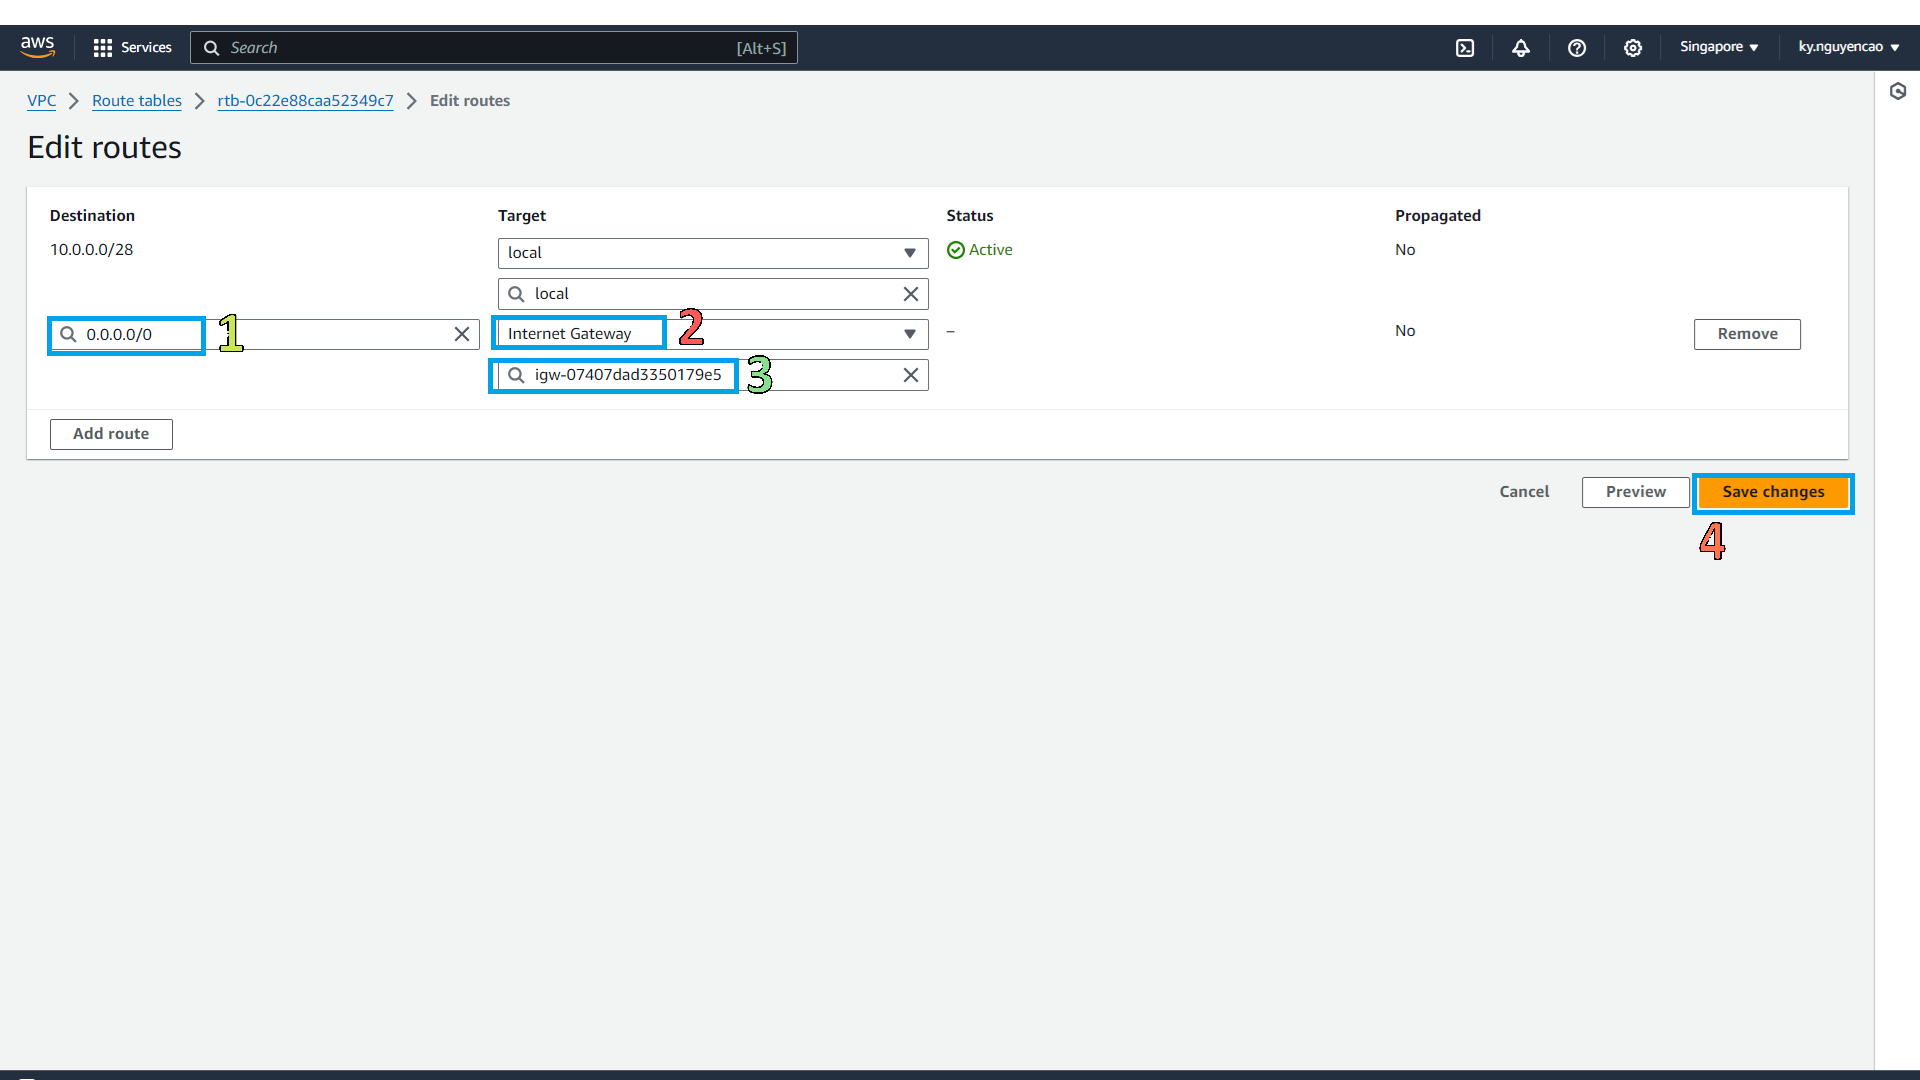 aws Services Search [Alt+S] Singapore ky.nguyencao
VPC Route tables rtb-0c22e88caa52349c7 Edit routes
Edit routes
Destination Target Status Propagated
10.0.0.0/28 local Active No
local
0.0.0.0/0 1 Internet Gateway 2 – No Remove
igw-07407dad3350179e5 3
Add route
Cancel Preview Save changes
4